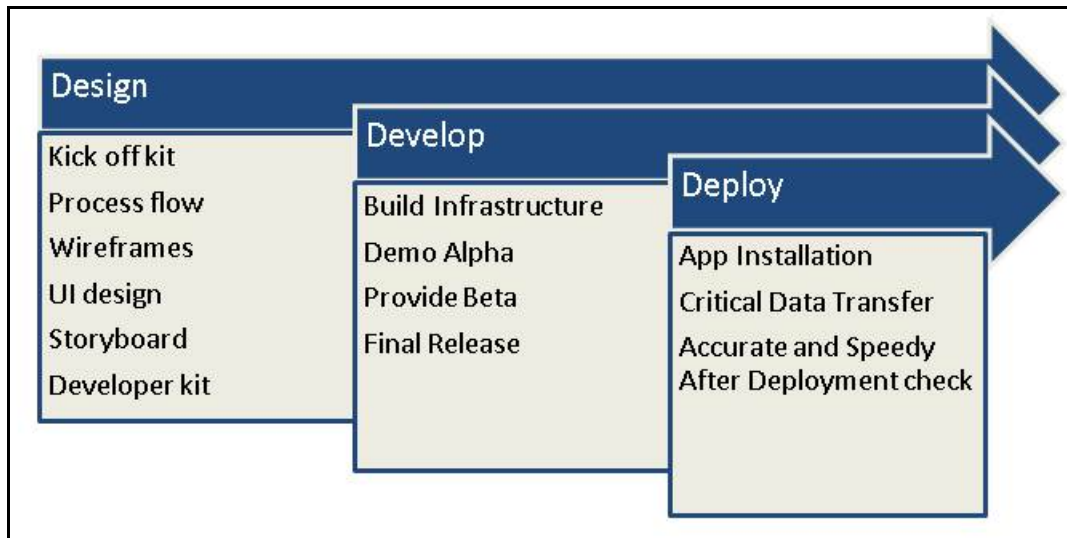 Design
Kick off kit
Process flow
Wireframes
UI design
Storyboard
Developer kit
Develop
Build Infrastructure
Demo Alpha
Provide Beta
Final Release
Deploy
App Installation
Critical Data Transfer
Accurate and Speedy
After Deployment check